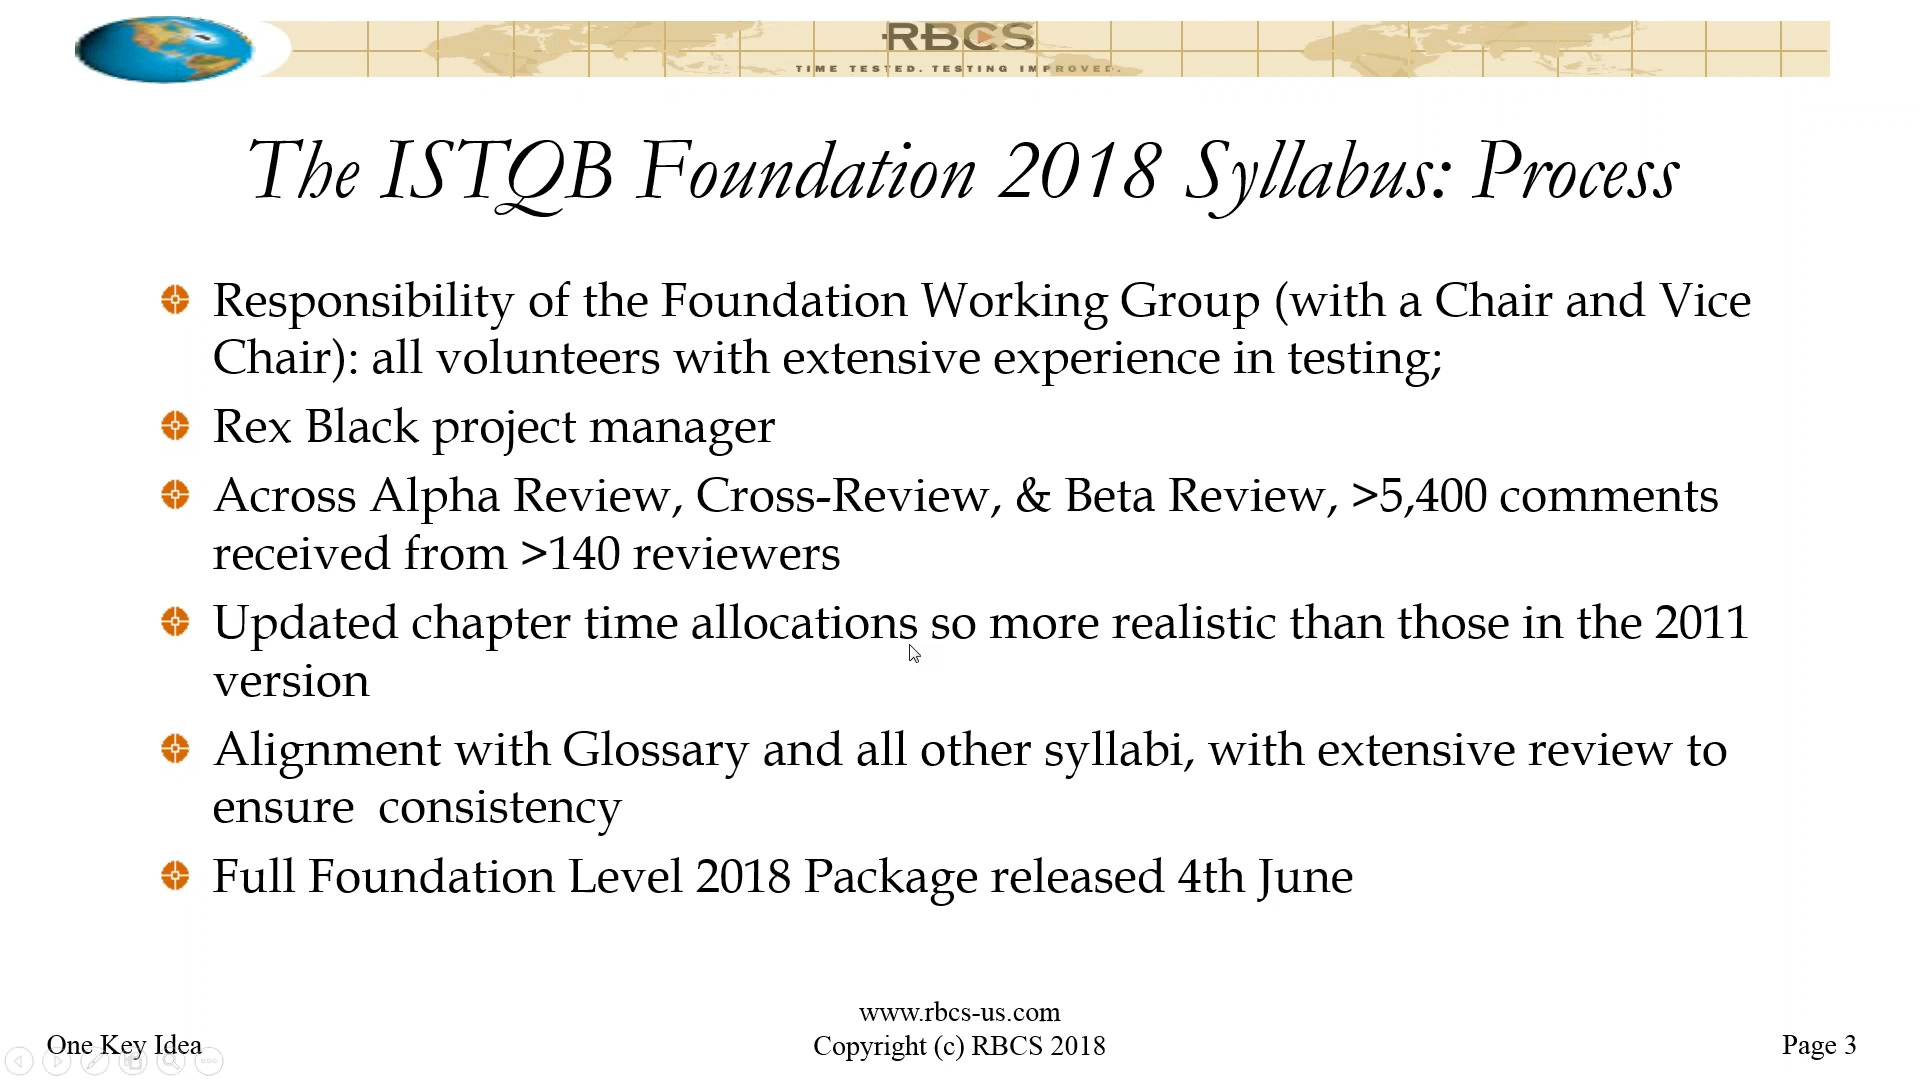 RBCS
TIME TESTED. TESTING IMPROVED.
The ISTQB Foundation 2018 Syllabus: Process
Responsibility of the Foundation Working Group (with a Chair and Vice
Chair): all volunteers with extensive experience in testing;
Rex Black project manager
Across Alpha Review, Cross-Review, & Beta Review, >5,400 comments
received from >140 reviewers
Updated chapter time allocations so more realistic than those in the 2011
version
Alignment with Glossary and all other syllabi, with extensive review to
ensure  consistency
Full Foundation Level 2018 Package released 4th June
www.rbcs-us.com
One Key Idea
Copyright (c) RBCS 2018
Page 3